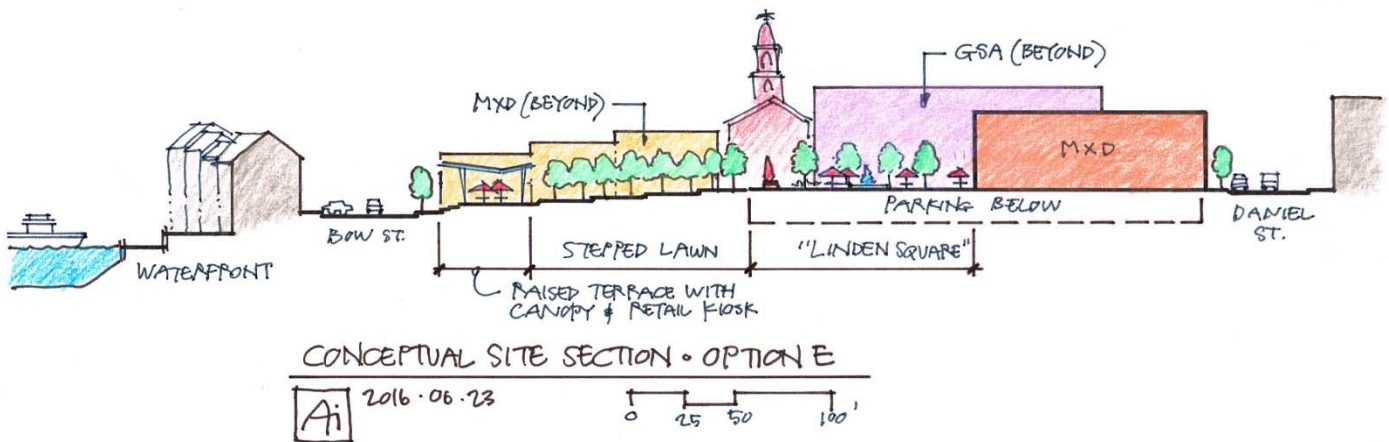 GSA (BEYOND)
MXD (BEYOND)
MXD
BOW ST.
PARKING BELOW
DANIEL
ST.
WATERFRONT
STEPPED LAWN
"LINDEN SQUARE"
RAISED TERRACE WITH
CANOPY & RETAIL KIOSK
CONCEPTUAL SITE SECTION • OPTION E
Ai
2016.06.23
0 25 50 100'